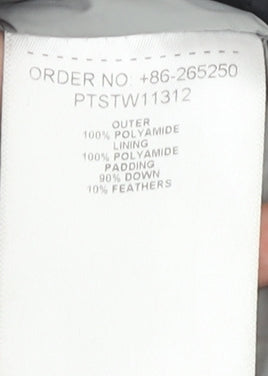 ORDER NO: +86-265250
PTSTW11312
OUTER
100% POLYAMIDE
LINING
100% POLYAMIDE
PADDING
90% DOWN
10% FEATHERS